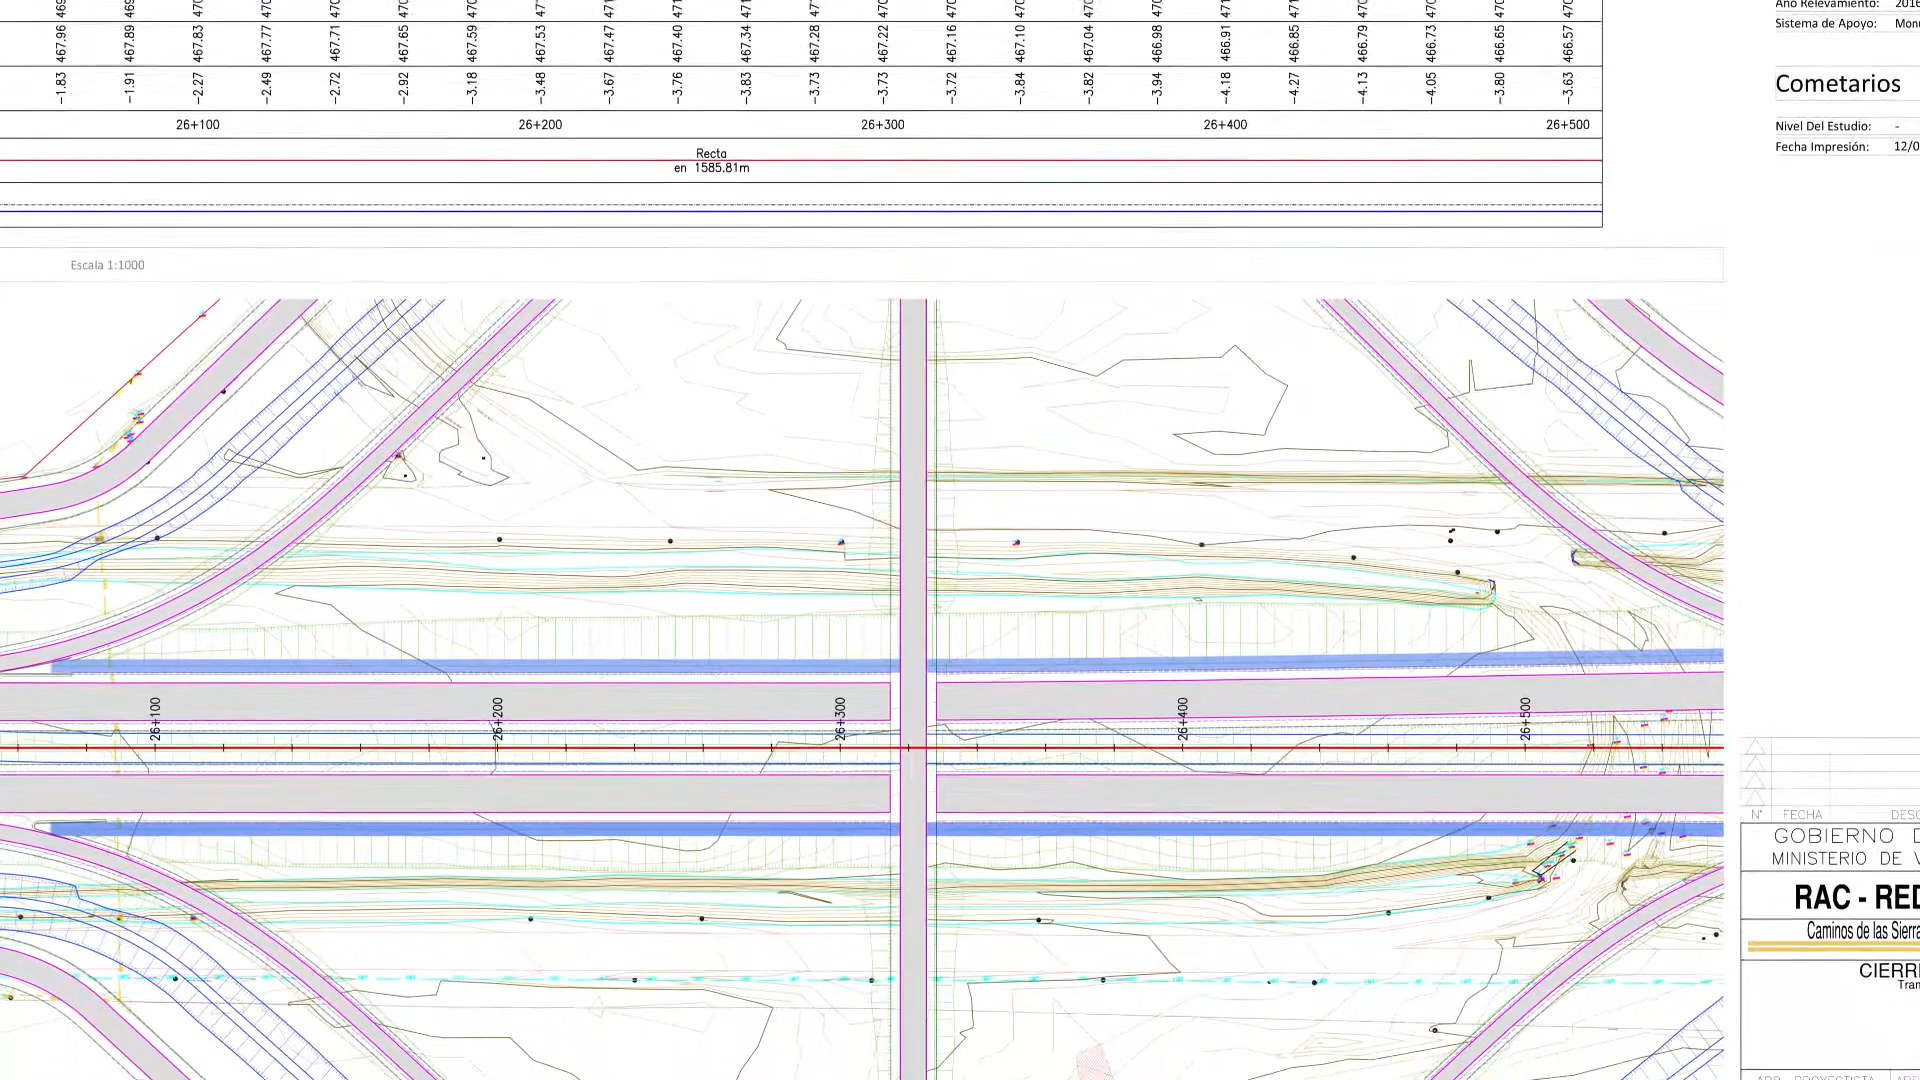 467.96 467.89 467.83 467.77 467.71 467.65 467.59 467.53 467.47 467.40 467.34 467.28 467.22 467.16 467.10 467.04 466.98 466.91 466.85 466.79 466.73 466.65 466.57
-1.83 -1.91 -2.27 -2.49 -2.72 -2.92 -3.18 -3.48 -3.67 -3.76 -3.83 -3.73 -3.73 -3.72 -3.84 -3.82 -3.94 -4.18 -4.27 -4.13 -4.05 -3.80 -3.63
26+100 26+200 26+300 26+400 26+500
Recta
en 1585.81m
Escala 1:1000
26+100 26+200 26+300 26+400 26+500
Año Relevamiento: 2016
Sistema de Apoyo: Mon
Cometarios
Nivel Del Estudio: -
Fecha Impresión: 12/0
N° FECHA DESC
GOBIERNO D
MINISTERIO DE V
RAC - RED
Caminos de las Sierra
CIERR
Tran